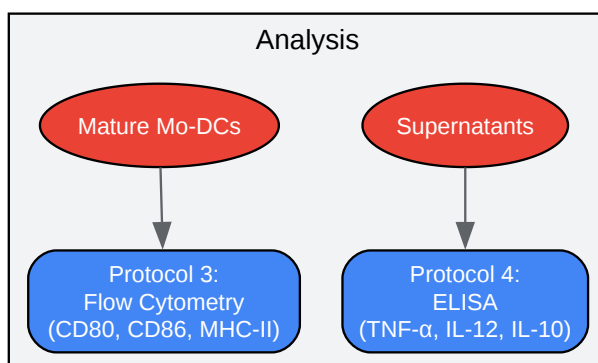 Analysis
Mature Mo-DCs
Supernatants
Protocol 3:
Flow Cytometry
(CD80, CD86, MHC-II)
Protocol 4:
ELISA
(TNF-α, IL-12, IL-10)